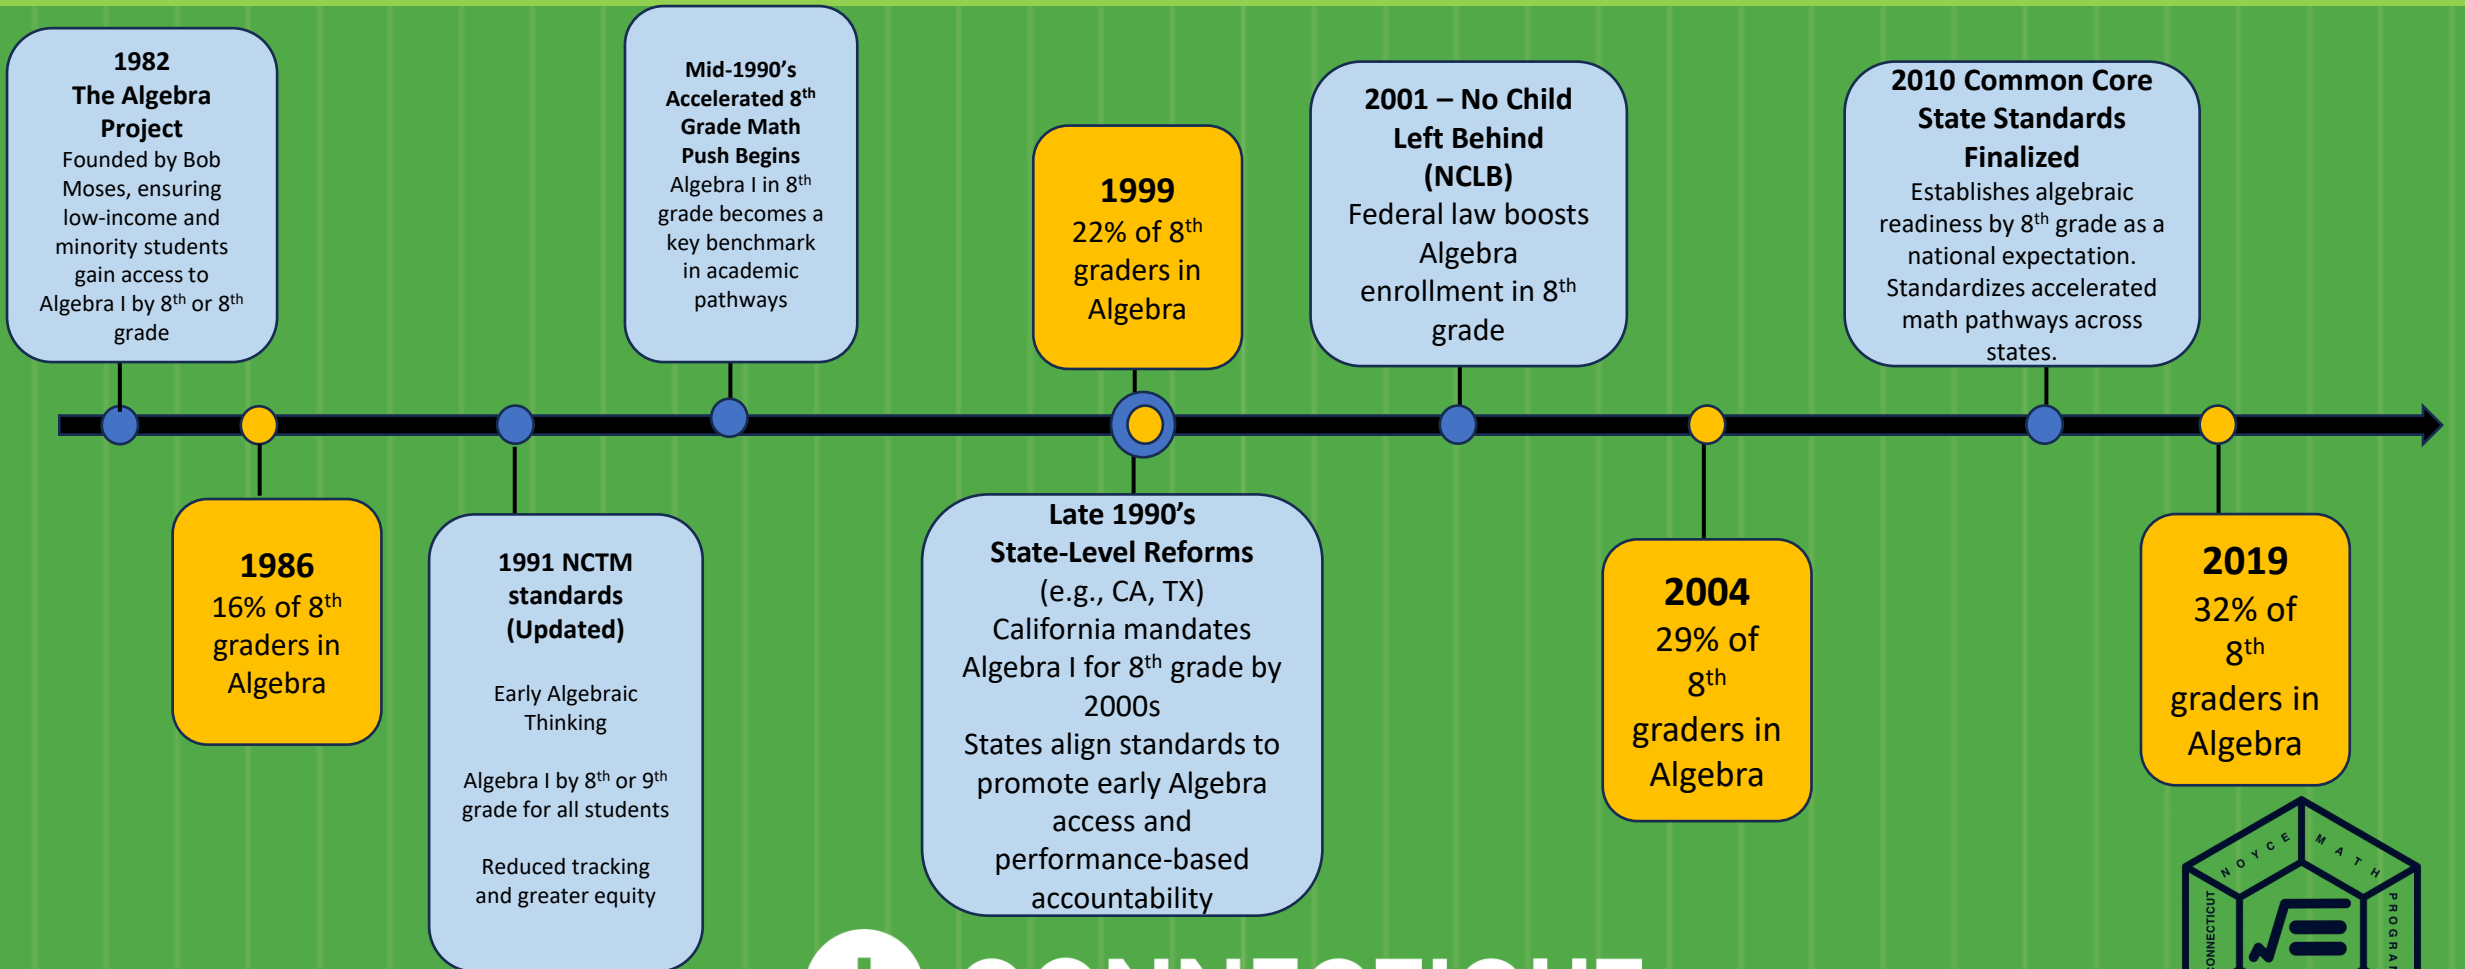 1982
The Algebra
Project
Founded by Bob
Moses, ensuring
low-income and
minority students
gain access to
Algebra I by 8th or 8th
grade
Mid-1990's
Accelerated 8th
Grade Math
Push Begins
Algebra I in 8th
grade becomes a
key benchmark
in academic
pathways
1999
22% of 8th
graders in
Algebra
2001 – No Child
Left Behind
(NCLB)
Federal law boosts
Algebra
enrollment in 8th
grade
2010 Common Core
State Standards
Finalized
Establishes algebraic
readiness by 8th grade as a
national expectation.
Standardizes accelerated
math pathways across
states.
1986
16% of 8th
graders in
Algebra
1991 NCTM
standards
(Updated)
Early Algebraic
Thinking
Algebra I by 8th or 9th
grade for all students
Reduced tracking
and greater equity
Late 1990's
State-Level Reforms
(e.g., CA, TX)
California mandates
Algebra I for 8th grade by
2000s
States align standards to
promote early Algebra
access and
performance-based
accountability
2004
29% of
8th
graders in
Algebra
2019
32% of
8th
graders in
Algebra
CONNECTICUT
NOYCE MATH
CONNECTICUT